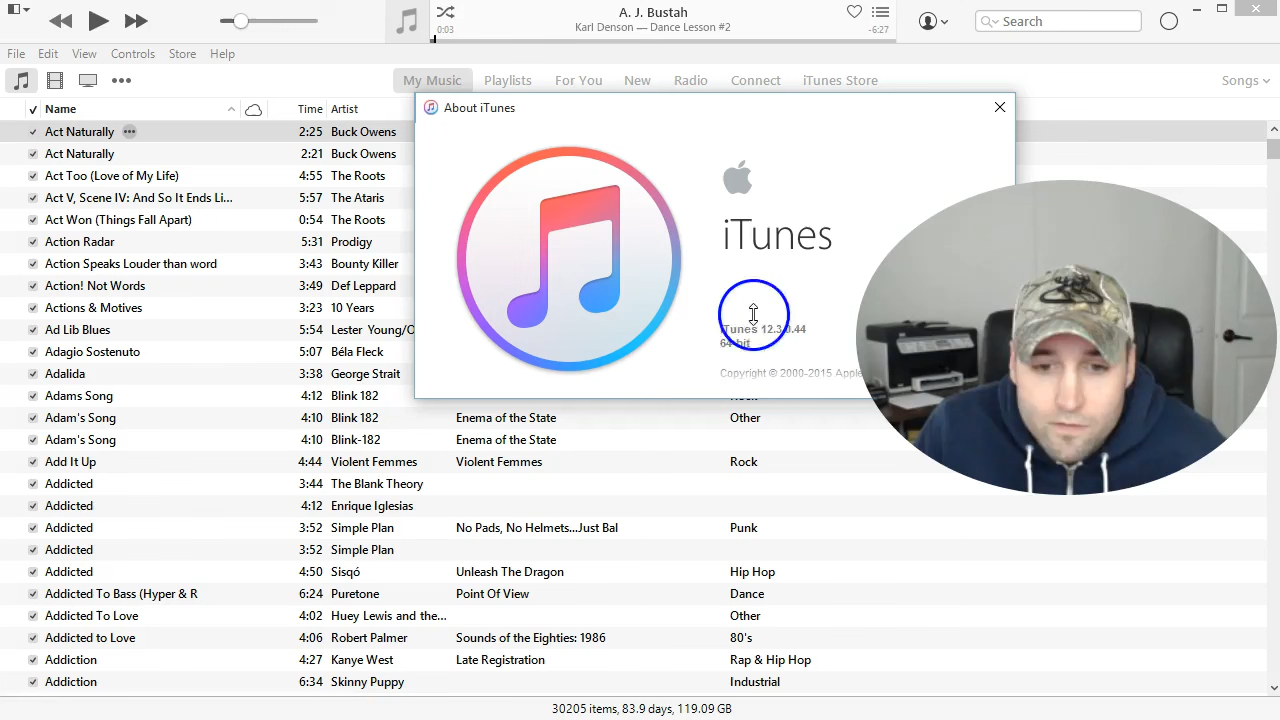 A. J. Bustah
Karl Denson — Dance Lesson #2
0:03
-6:27
Search
File Edit View Controls Store Help
My Music Playlists For You New Radio Connect iTunes Store Songs
Name Time Artist
About iTunes
iTunes
iTunes 12.3.0.44
64-bit
Copyright © 2000-2015 Apple
Act Naturally 2:25 Buck Owens
Act Naturally 2:21 Buck Owens
Act Too (Love of My Life) 4:55 The Roots
Act V, Scene IV: And So It Ends Li... 5:57 The Ataris
Act Won (Things Fall Apart) 0:54 The Roots
Action Radar 5:31 Prodigy
Action Speaks Louder than word 3:43 Bounty Killer
Action! Not Words 3:49 Def Leppard
Actions & Motives 3:23 10 Years
Ad Lib Blues 5:54 Lester Young/O
Adagio Sostenuto 5:07 Béla Fleck
Adalida 3:38 George Strait
Adams Song 4:12 Blink 182
Adam's Song 4:10 Blink 182 Enema of the State Other
Adam's Song 4:10 Blink-182 Enema of the State
Add It Up 4:44 Violent Femmes Violent Femmes Rock
Addicted 3:44 The Blank Theory
Addicted 4:12 Enrique Iglesias
Addicted 3:52 Simple Plan No Pads, No Helmets...Just Bal Punk
Addicted 3:52 Simple Plan
Addicted 4:50 Sisqó Unleash The Dragon Hip Hop
Addicted To Bass (Hyper & R 6:24 Puretone Point Of View Dance
Addicted To Love 4:02 Huey Lewis and the... Other
Addicted to Love 4:06 Robert Palmer Sounds of the Eighties: 1986 80's
Addiction 4:27 Kanye West Late Registration Rap & Hip Hop
Addiction 6:34 Skinny Puppy Industrial
30205 items, 83.9 days, 119.09 GB